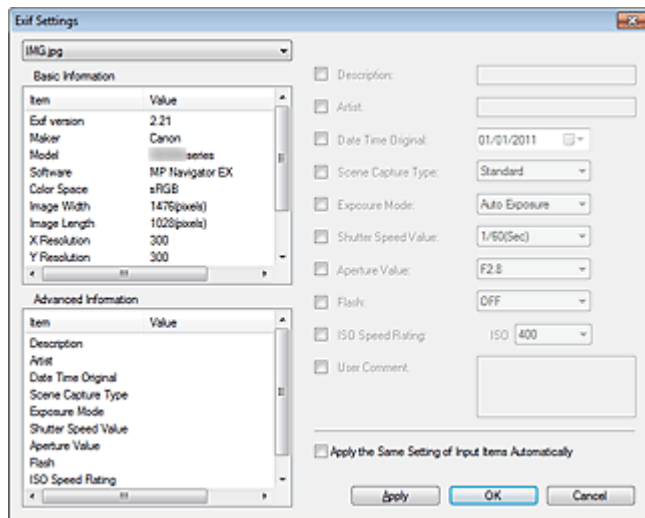 Exif Settings
IMG.jpg
Basic Information
Item Value
Exif version 2.21
Maker Canon
Model series
Software MP Navigator EX
Color Space sRGB
Image Width 1476(pixels)
Image Length 1028(pixels)
X Resolution 300
Y Resolution 300
Advanced Information
Item Value
Description
Artist
Date Time Original
Scene Capture Type
Exposure Mode
Shutter Speed Value
Aperture Value
Flash
ISO Speed Rating
Description:
Artist:
Date Time Original: 01/01/2011
Scene Capture Type: Standard
Exposure Mode: Auto Exposure
Shutter Speed Value: 1/60(Sec)
Aperture Value: F2.8
Flash: OFF
ISO Speed Rating: ISO 400
User Comment:
Apply the Same Setting of Input Items Automatically
Apply OK Cancel